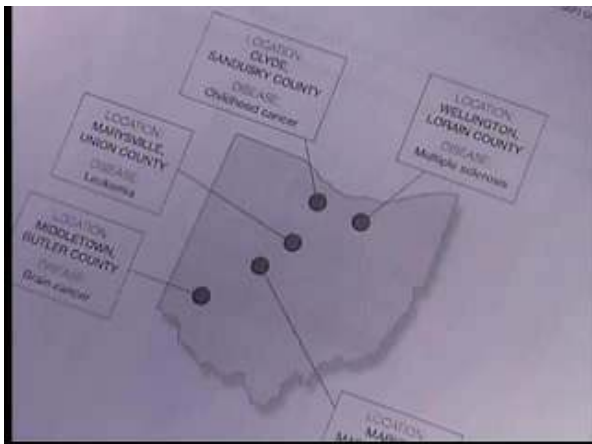 LOCATION:
CLYDE,
SANDUSKY COUNTY
DISEASE:
Childhood cancer
LOCATION:
WELLINGTON,
LORAIN COUNTY
DISEASE:
Multiple sclerosis
LOCATION:
MARYSVILLE,
UNION COUNTY
DISEASE:
Leukemia
LOCATION:
MIDDLETOWN,
BUTLER COUNTY
DISEASE:
Brain cancer
LOCATION: